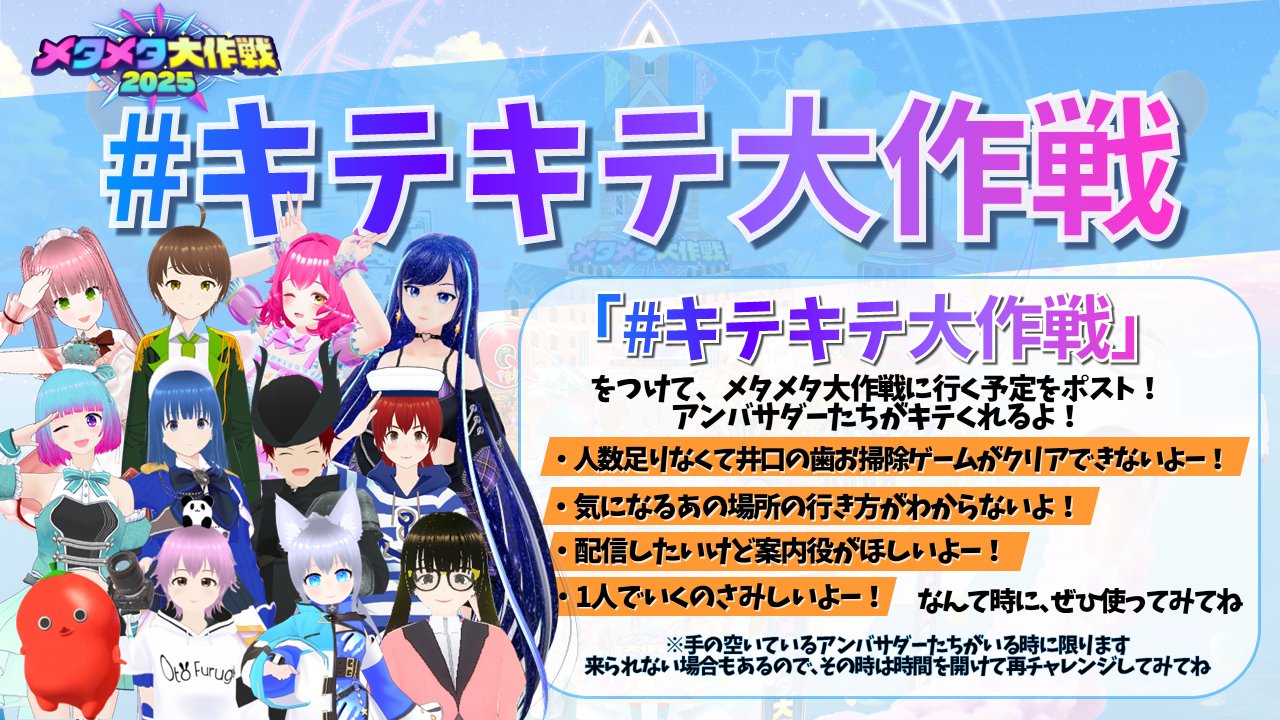 メタメタ大作戦
2025
#キテキテ大作戦
メタメタ大作戦
「#キテキテ大作戦」
をつけて、メタメタ大作戦に行く予定をポスト！
アンバサダーたちがキテくれるよ！
・人数足りなくて井口の歯お掃除ゲームがクリアできないよー！
・気になるあの場所の行き方がわからないよ！
・配信したいけど案内役がほしいよー！
・1人でいくのさみしいよー！
なんて時に、ぜひ使ってみてね
※手の空いているアンバサダーたちがいる時に限ります
来られない場合もあるので、その時は時間を開けて再チャレンジしてみてね
Oto Furugi